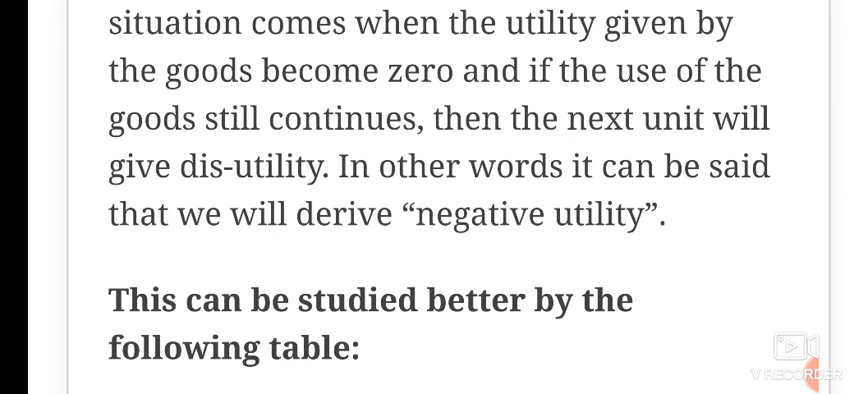 situation comes when the utility given by
the goods become zero and if the use of the
goods still continues, then the next unit will
give dis-utility. In other words it can be said
that we will derive “negative utility”.
This can be studied better by the
following table:
V RECORDER